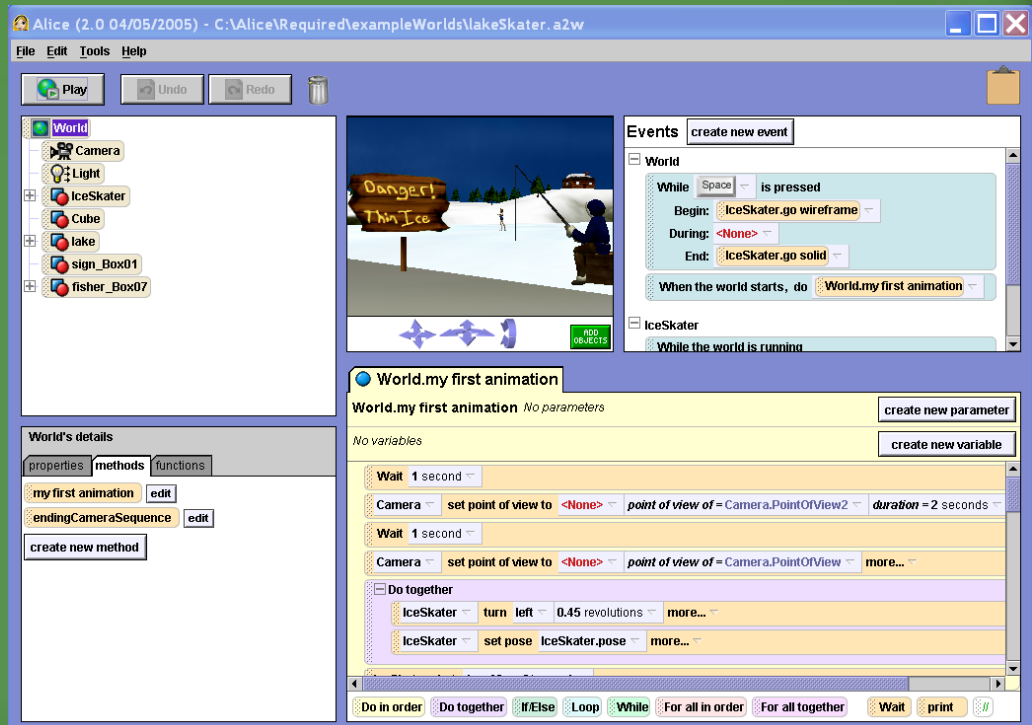 Alice (2.0 04/05/2005) - C:\Alice\Required\exampleWorlds\lakeSkater.a2w
File Edit Tools Help
Play Undo Redo
World
Camera
Light
IceSkater
Cube
lake
sign_Box01
fisher_Box07
Danger!
Thin Ice
ADD
OBJECTS
Events create new event
World
While Space is pressed
Begin: IceSkater.go wireframe
During: <None>
End: IceSkater.go solid
When the world starts, do World.my first animation
IceSkater
While the world is running
World's details
properties methods functions
my first animation edit
endingCameraSequence edit
create new method
World.my first animation
World.my first animation No parameters create new parameter
No variables create new variable
Wait 1 second
Camera set point of view to <None> point of view of = Camera.PointOfView2 duration = 2 seconds
Wait 1 second
Camera set point of view to <None> point of view of = Camera.PointOfView more...
Do together
IceSkater turn left 0.45 revolutions more...
IceSkater set pose IceSkater.pose more...
Do in order Do together If/Else Loop While For all in order For all together Wait print //